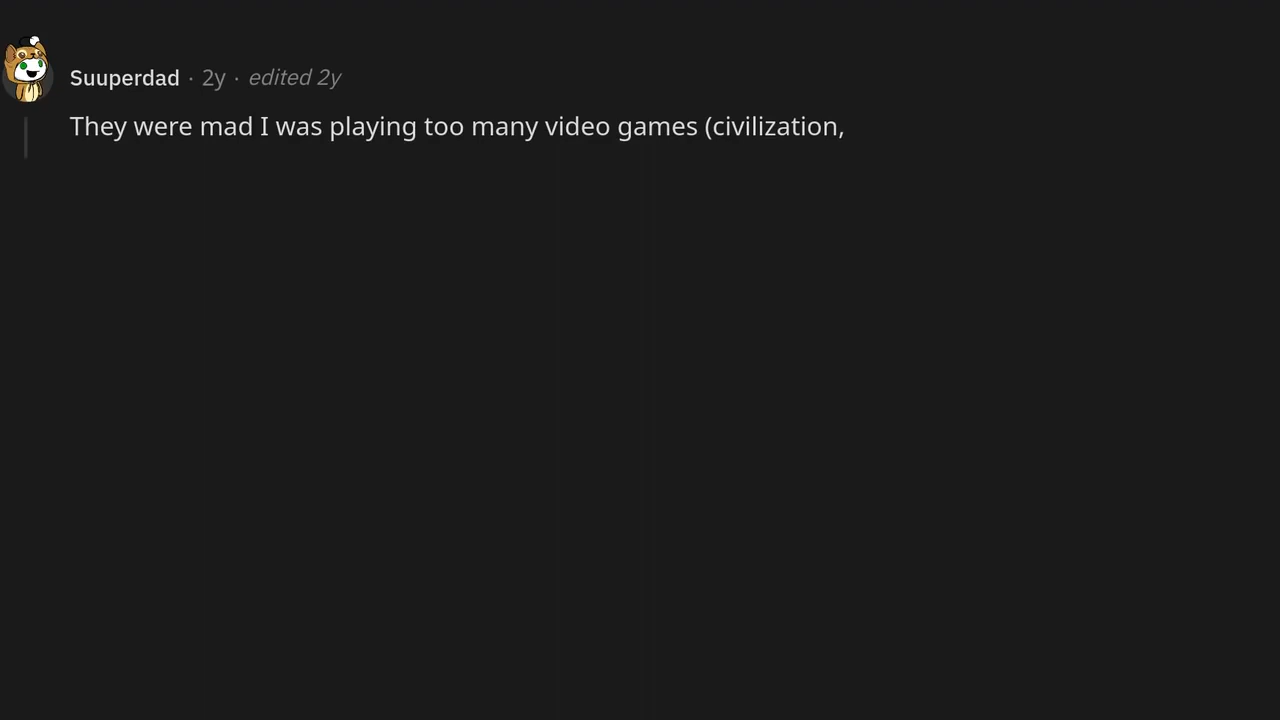 Suuperdad · 2y · edited 2y
They were mad I was playing too many video games (civilization,